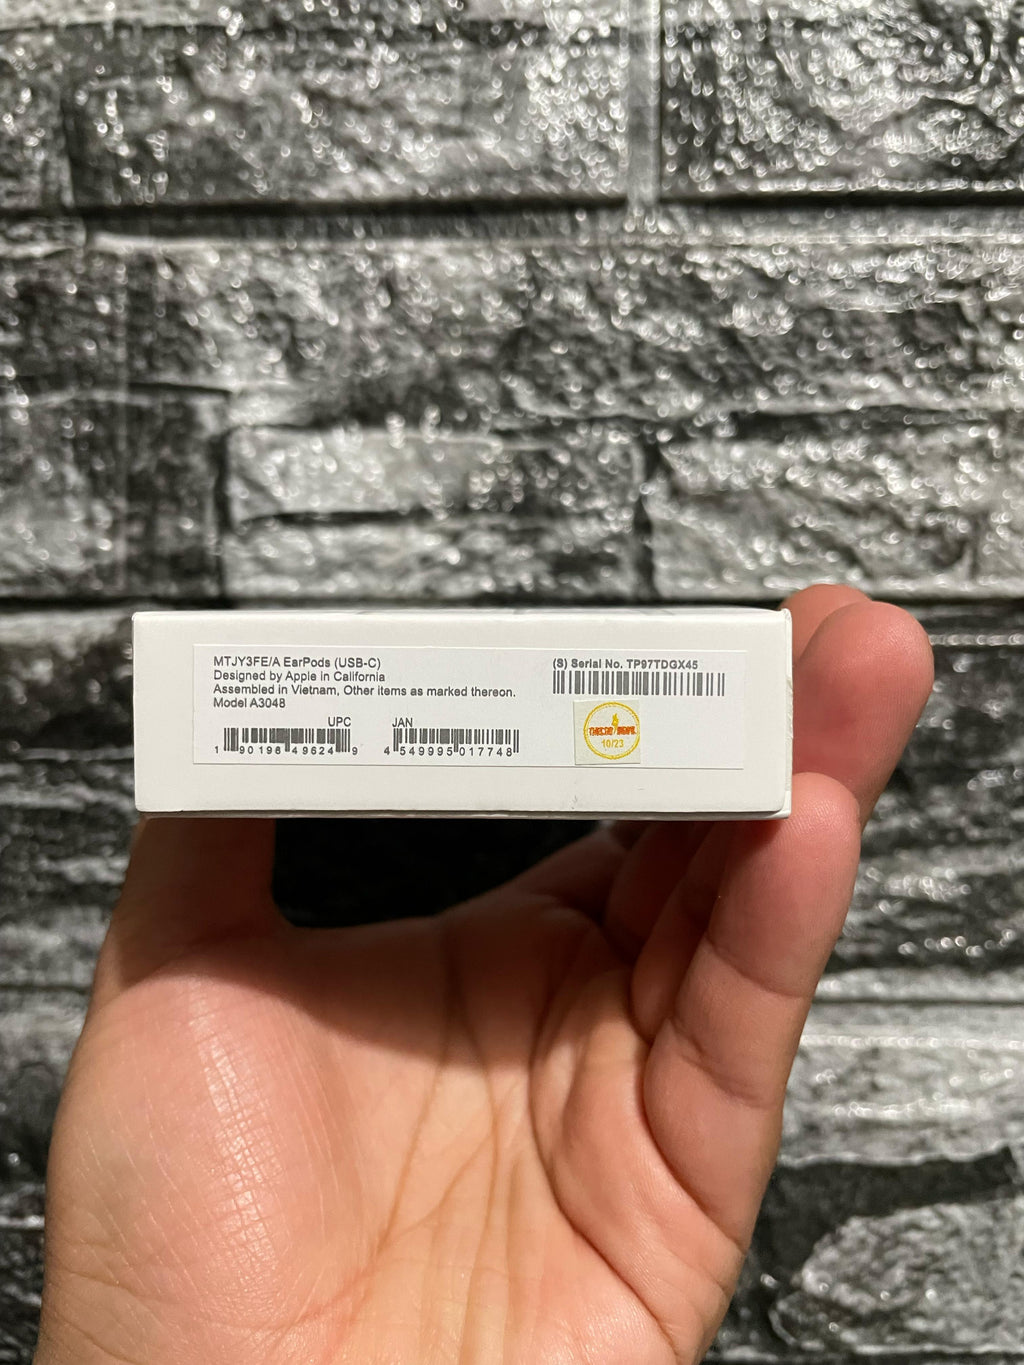 MTJY3FE/A EarPods (USB-C)
Designed by Apple in California
Assembled in Vietnam, Other items as marked thereon.
Model A3048
(S) Serial No. TP97TDGX45
UPC
1 90198 49624 9
JAN
4 549995 017748
10/23